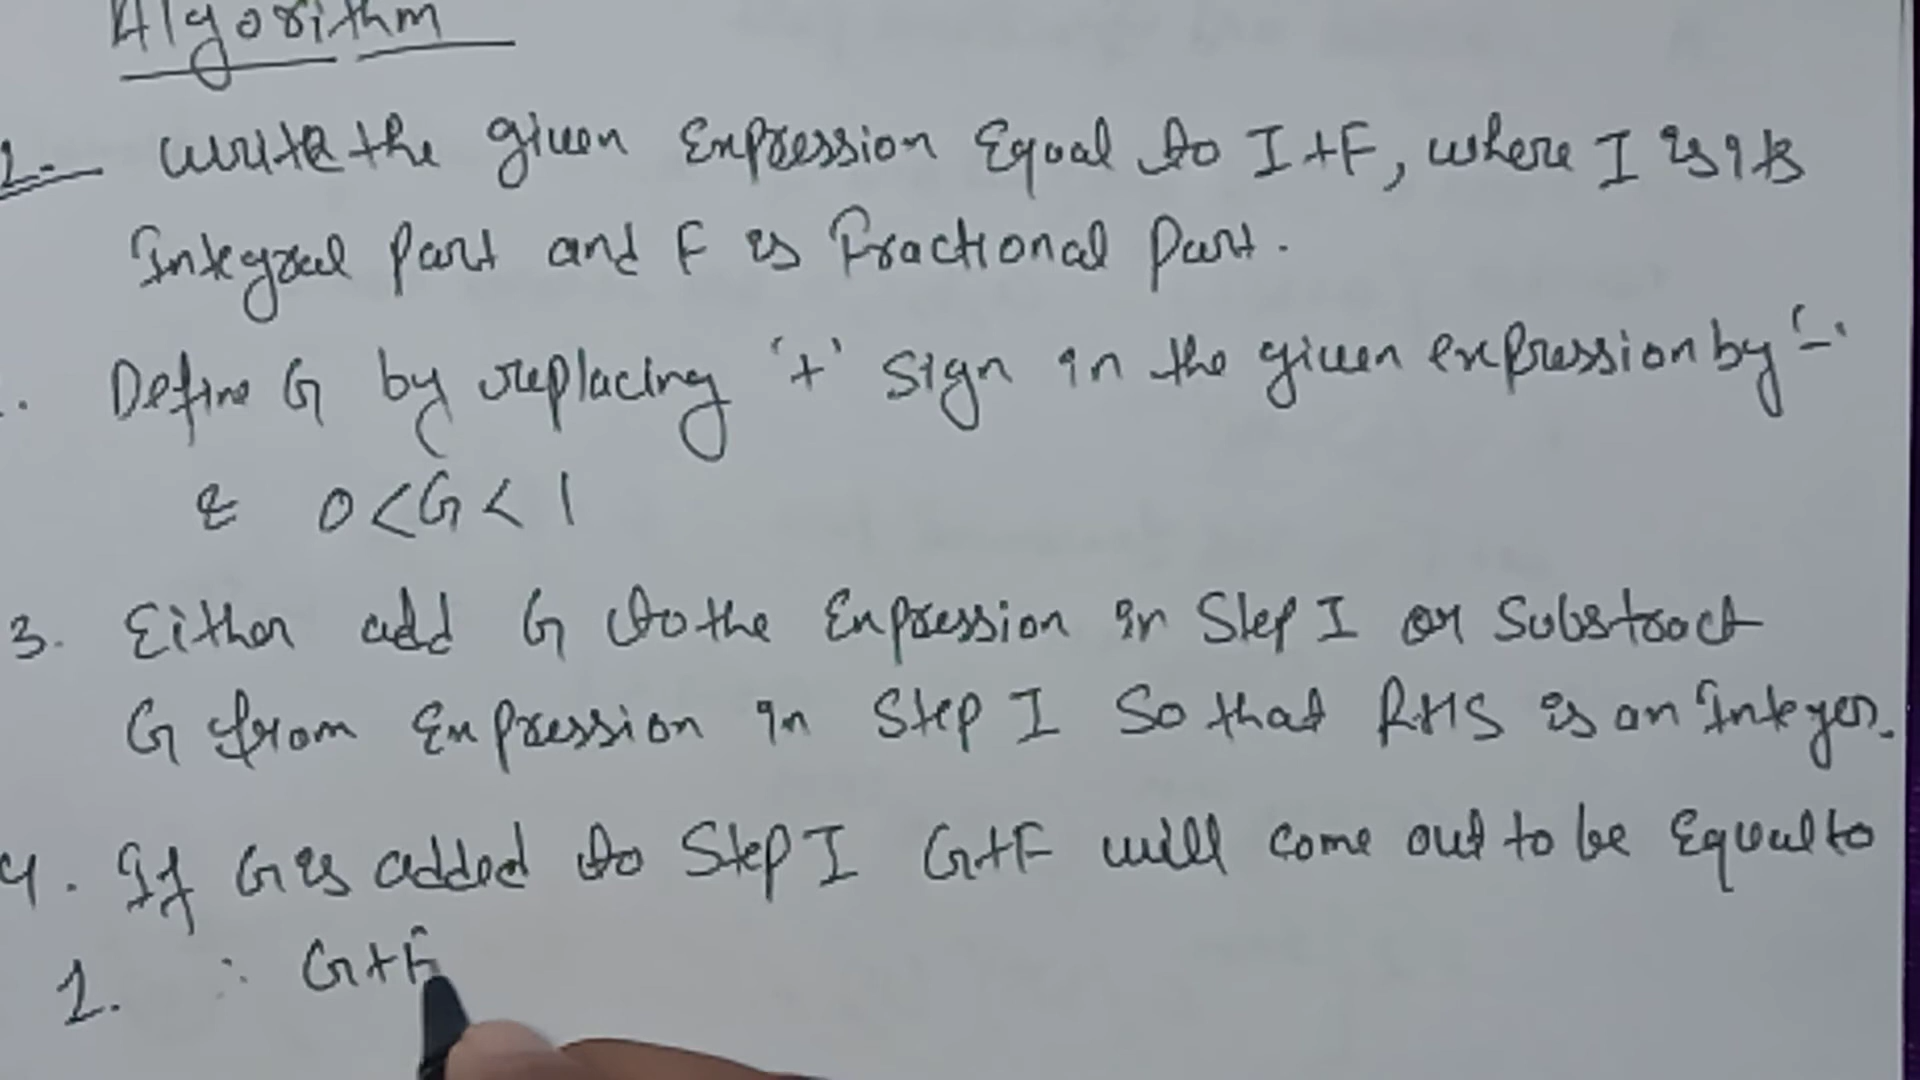 Algorithm
1. Write the given Expression Equal to I+F, where I is its
Integral Part and F is Fractional Part.
Define G by replacing '+' sign in the given expression by '-'
& 0<G<1
3. Either add G to the Expression in Step I or Substract
G from Expression in Step I So that RHS is an Integer.
4. If G is added to Step I G+F will come out to be Equal to
1. ∵ G+F